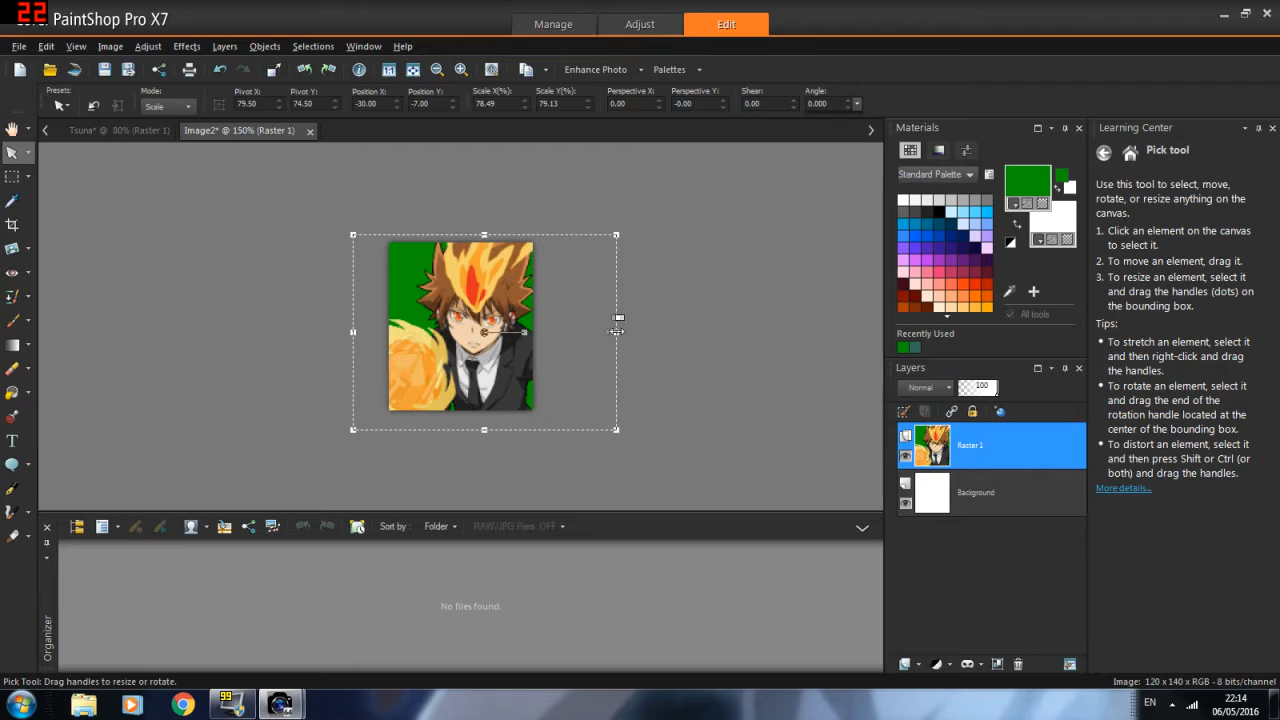 22
PaintShop Pro X7
Manage
Adjust
Edit
File Edit View Image Adjust Effects Layers Objects Selections Window Help
Enhance Photo Palettes
Presets: Mode: Pivot X: Pivot Y: Position X: Position Y: Scale X(%): Scale Y(%): Perspective X: Perspective Y: Shear: Angle:
Scale 79.50 74.50 -30.00 -7.00 78.49 79.13 0.00 -0.00 0.00 0.000
Tsuna* @ 80% (Raster 1) Image2* @ 150% (Raster 1)
Materials
Standard Palette
All tools
Recently Used
Layers
Normal 100
Raster 1
Background
Learning Center
Pick tool
Use this tool to select, move,
rotate, or resize anything on the
canvas.
1. Click an element on the canvas
to select it.
2. To move an element, drag it.
3. To resize an element, select it
and drag the handles (dots) on
the bounding box.
Tips:
• To stretch an element, select it
and then right-click and drag
the handles.
• To rotate an element, select it
and drag the end of the
rotation handle located at the
center of the bounding box.
• To distort an element, select it
and then press Shift or Ctrl (or
both) and drag the handles.
More details...
Sort by: Folder RAW/JPG Pairs: OFF
Organizer
No files found.
Pick Tool: Drag handles to resize or rotate.
Image: 120 x 140 x RGB - 8 bits/channel
99
EN
22:14
06/05/2016